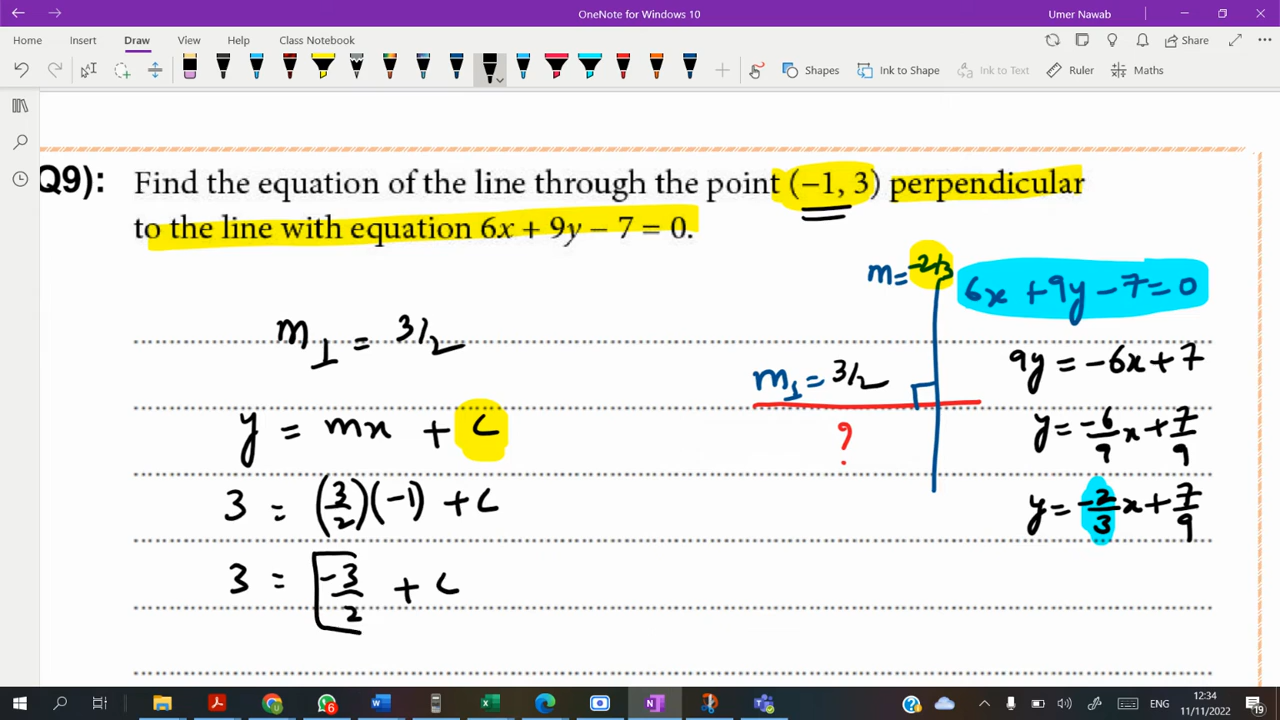 OneNote for Windows 10
Umer Nawab
Home Insert Draw View Help Class Notebook
Share
Shapes Ink to Shape Ink to Text Ruler Maths
Q9): Find the equation of the line through the point (−1, 3) perpendicular
to the line with equation 6x + 9y − 7 = 0.
m = -2/3
6x + 9y - 7 = 0
m⊥ = 3/2
9y = -6x + 7
m⊥ = 3/2
y = mx + c
?
y = -6/9 x + 7/9
3 = (3/2)(-1) + c
y = -2/3 x + 7/9
3 = -3/2 + c
6
ENG
12:34
11/11/2022
19